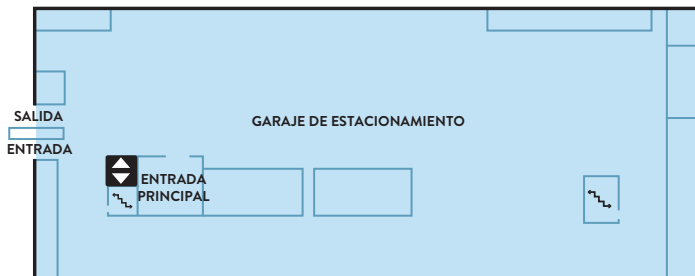 SALIDA
ENTRADA
GARAJE DE ESTACIONAMIENTO
ENTRADA
PRINCIPAL